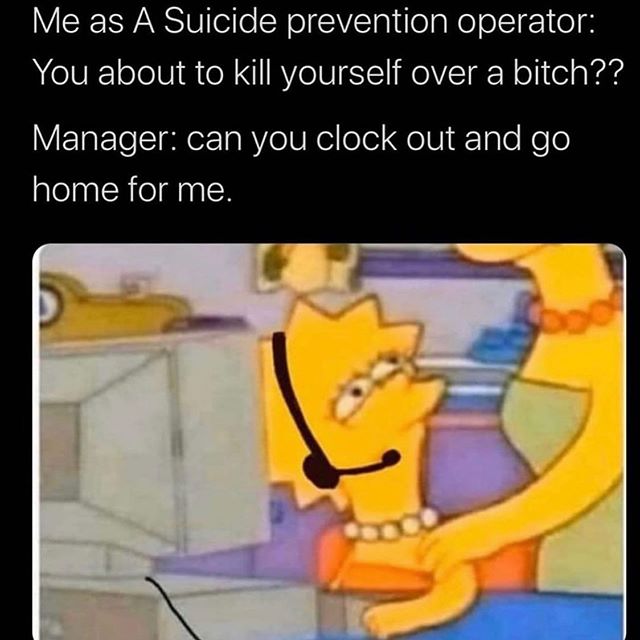 Me as A Suicide prevention operator:
You about to kill yourself over a bitch??
Manager: can you clock out and go
home for me.